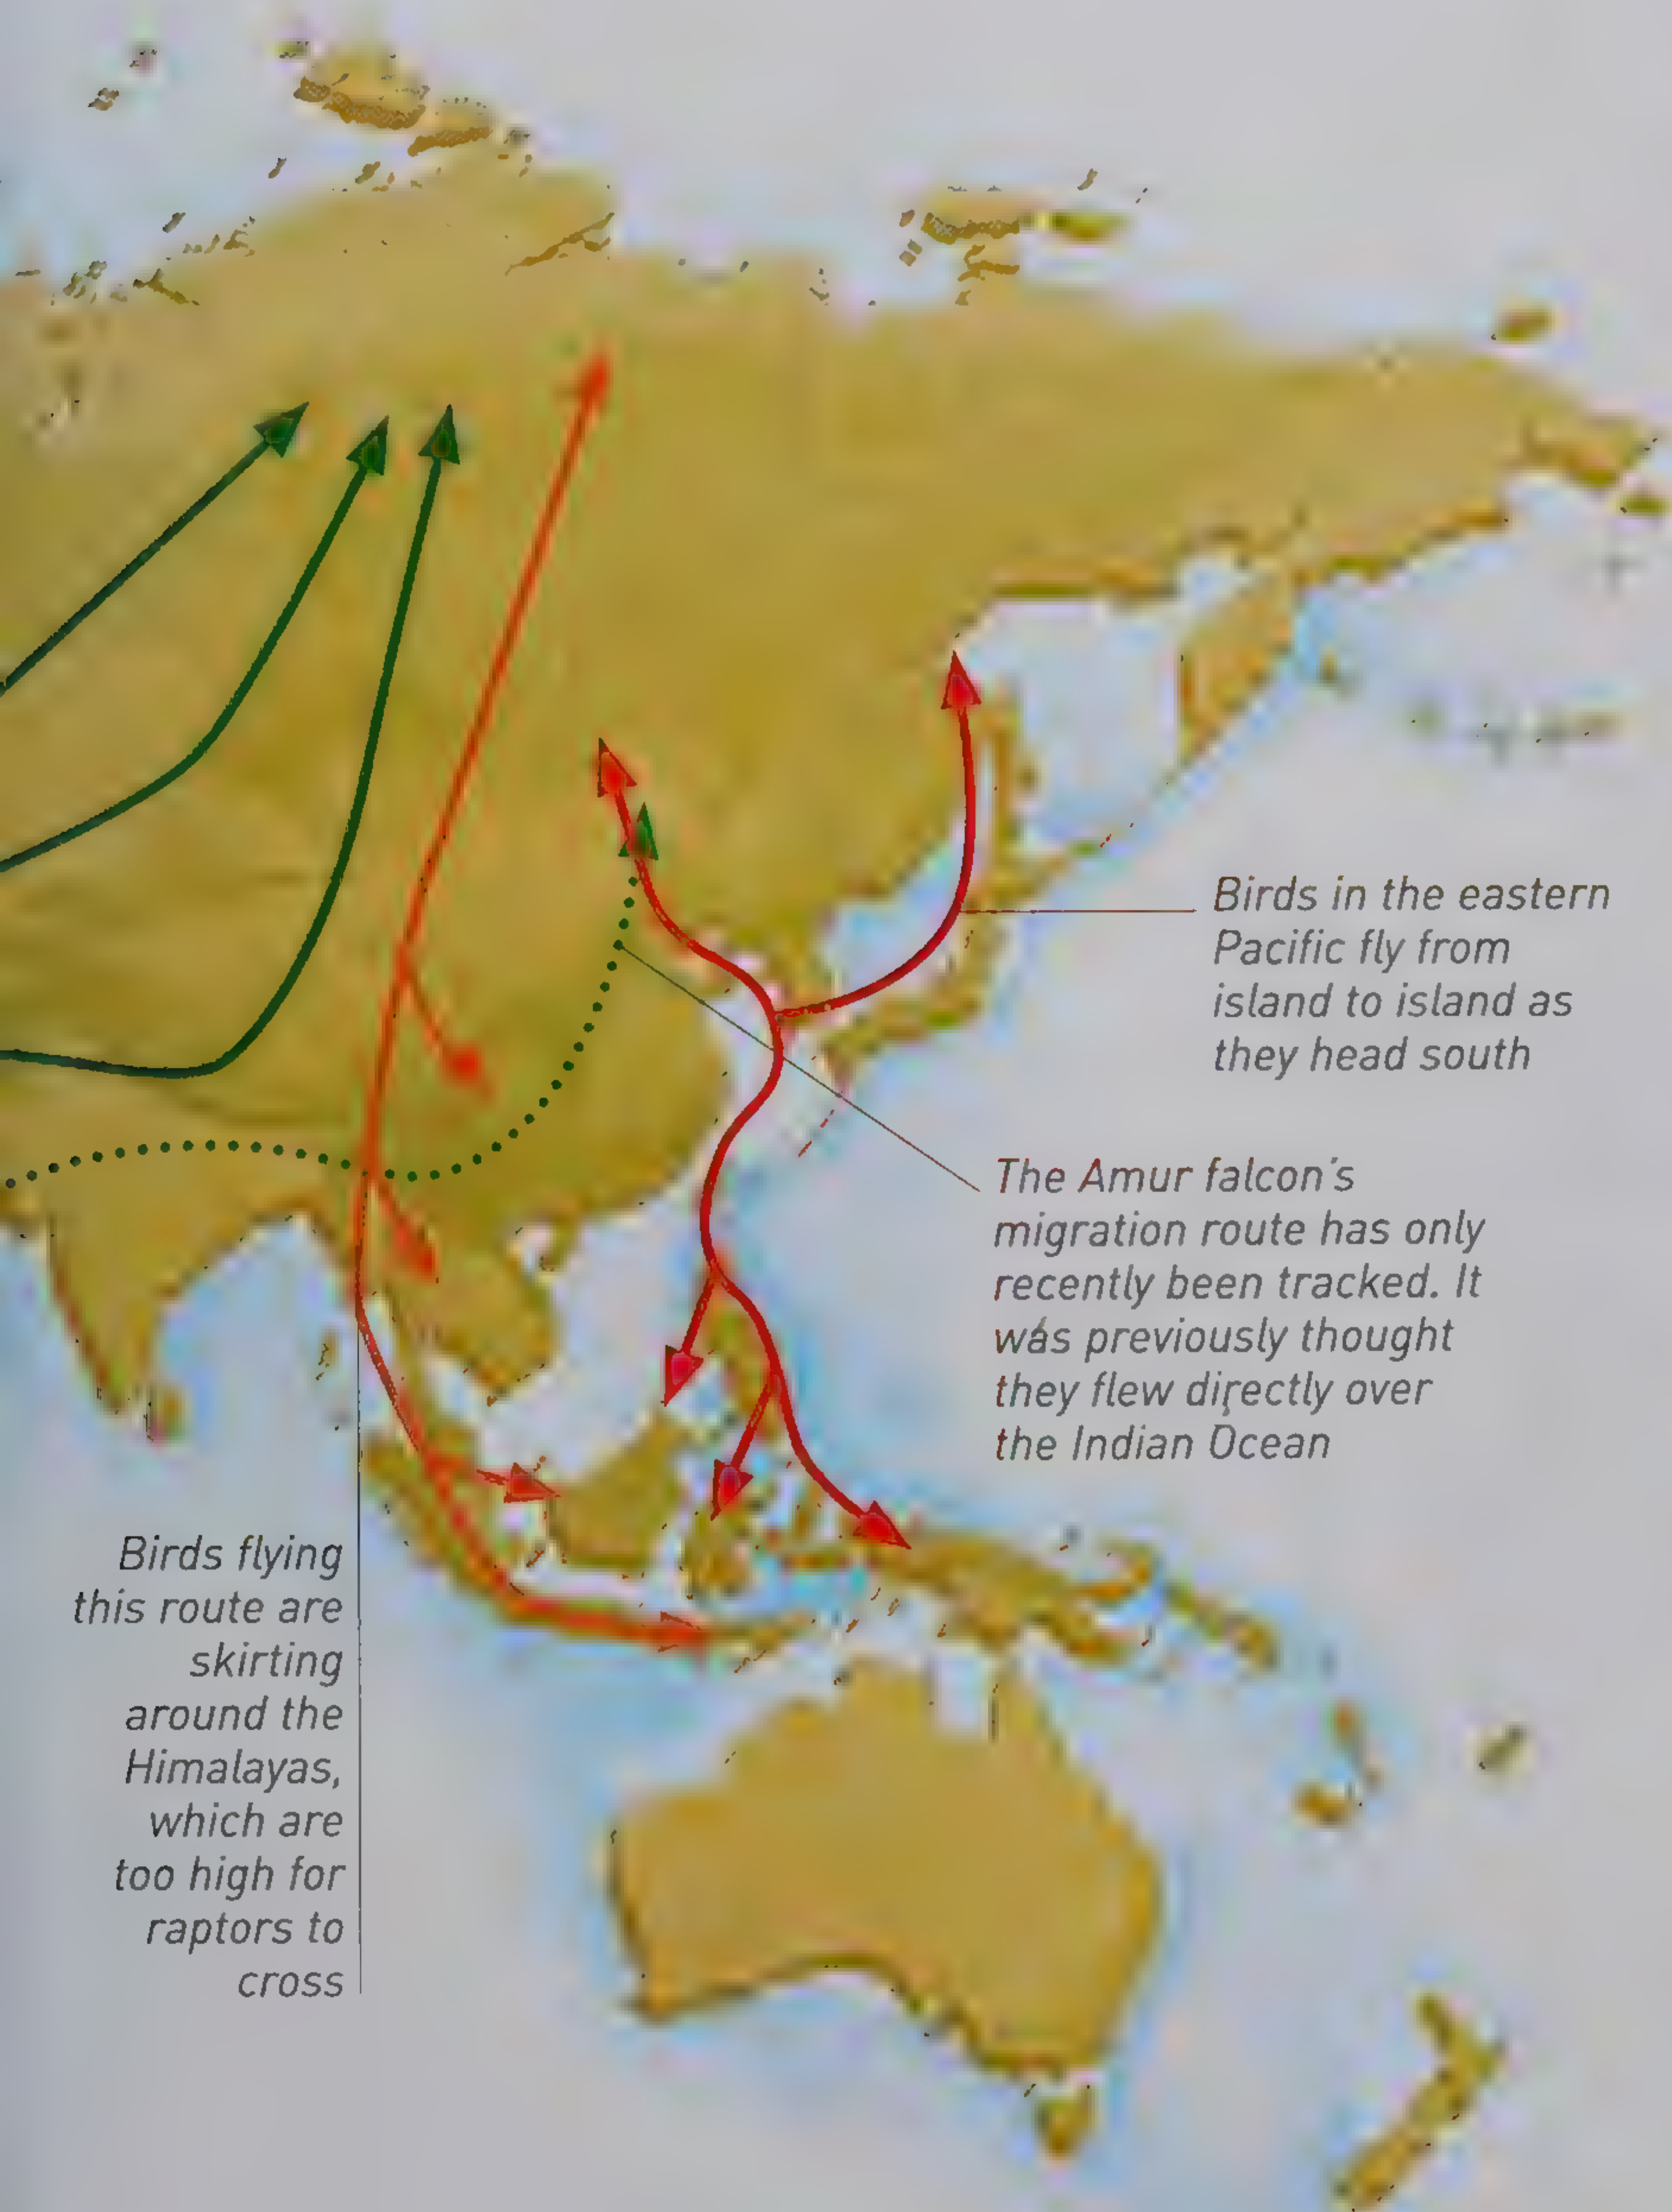 Birds in the eastern
Pacific fly from
island to island as
they head south
The Amur falcon's
migration route has only
recently been tracked. It
was previously thought
they flew directly over
the Indian Ocean
Birds flying
this route are
skirting
around the
Himalayas,
which are
too high for
raptors to
cross